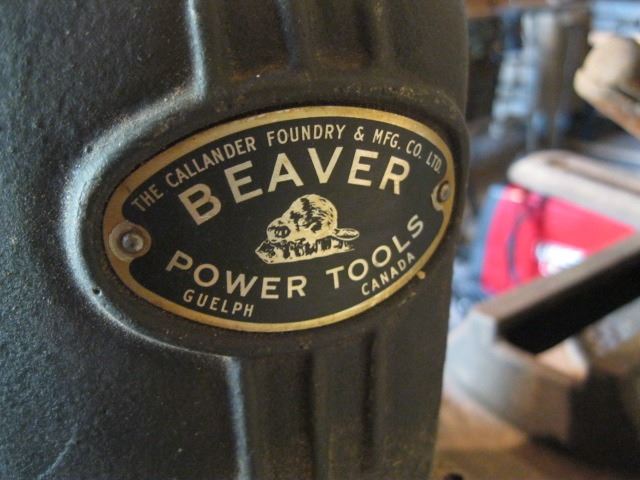 THE CALLANDER FOUNDRY & MFG. CO. LTD.
BEAVER
POWER TOOLS
GUELPH CANADA